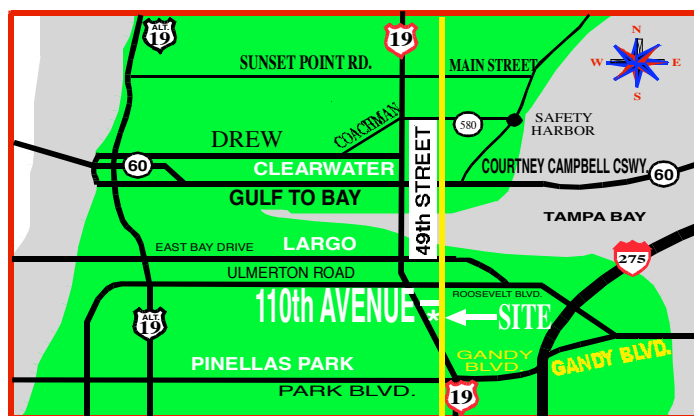 ALT. 19
19
N
W E
S
SUNSET POINT RD.
MAIN STREET
COACHMAN
580
SAFETY HARBOR
DREW
60
CLEARWATER
49th STREET
COURTNEY CAMPBELL CSWY.
60
GULF TO BAY
TAMPA BAY
EAST BAY DRIVE
LARGO
275
ULMERTON ROAD
ROOSEVELT BLVD.
110th AVENUE
* SITE
ALT. 19
PINELLAS PARK
GANDY BLVD.
GANDY BLVD.
PARK BLVD.
19